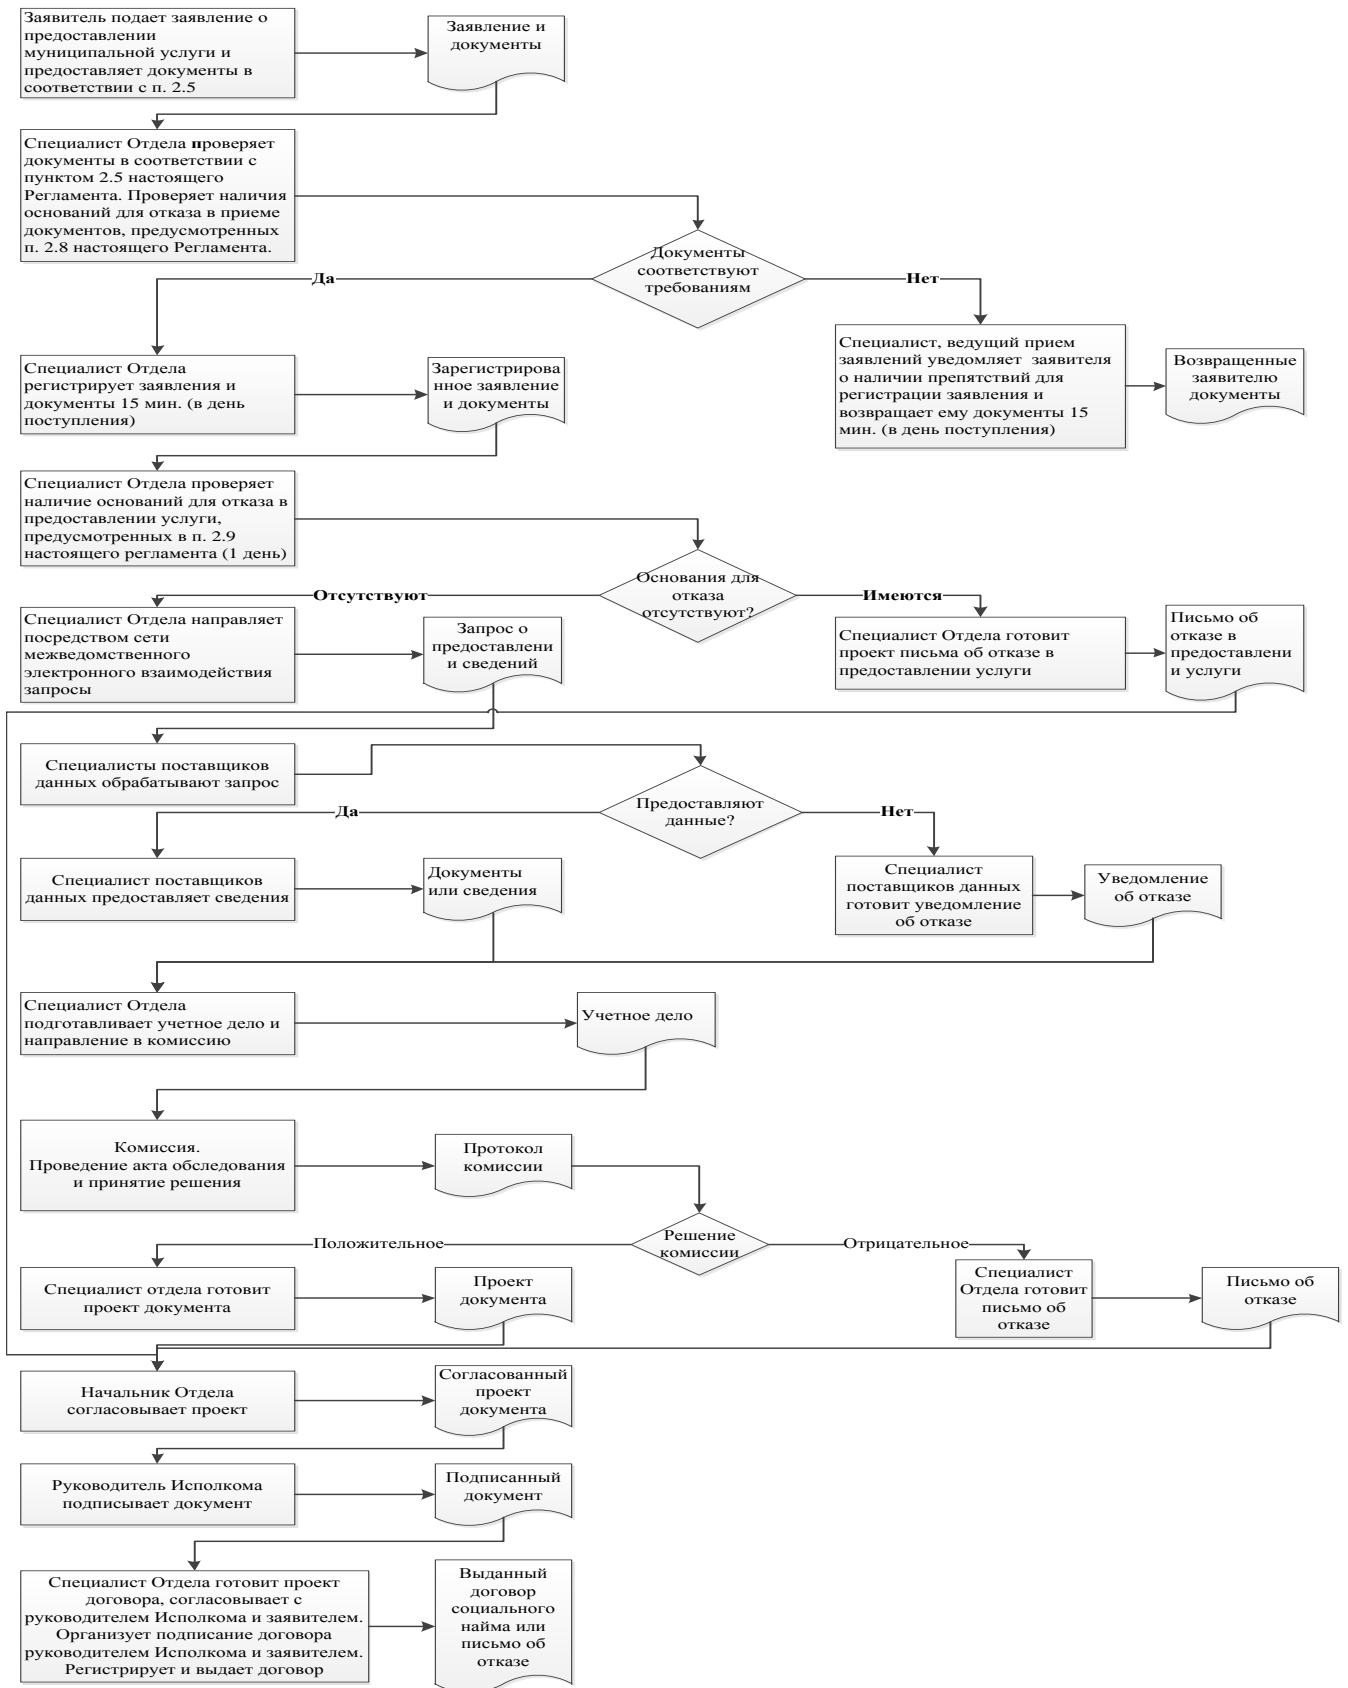 Заявитель подает заявление о
предоставлении
муниципальной услуги и
предоставляет документы в
соответствии с п. 2.5
Заявление и
документы
Специалист Отдела проверяет
документы в соответствии с
пунктом 2.5 настоящего
Регламента. Проверяет наличия
оснований для отказа в приеме
документов, предусмотренных
п. 2.8 настоящего Регламента.
Документы
соответствуют
требованиям
Да
Нет
Специалист Отдела
регистрирует заявления и
документы 15 мин. (в день
поступления)
Зарегистрирова
нное заявление
и документы
Специалист, ведущий прием
заявлений уведомляет заявителя
о наличии препятствий для
регистрации заявления и
возвращает ему документы 15
мин. (в день поступления)
Возвращенные
заявителю
документы
Специалист Отдела проверяет
наличие оснований для отказа в
предоставлении услуги,
предусмотренных в п. 2.9
настоящего регламента (1 день)
Основания для
отказа
отсутствуют?
Отсутствуют
Имеются
Специалист Отдела направляет
посредством сети
межведомственного
электронного взаимодействия
запросы
Запрос о
предоставлени
и сведений
Специалист Отдела готовит
проект письма об отказе в
предоставлении услуги
Письмо об
отказе в
предоставлени
и услуги
Специалисты поставщиков
данных обрабатывают запрос
Предоставляют
данные?
Да
Нет
Специалист поставщиков
данных предоставляет сведения
Документы
или сведения
Специалист
поставщиков данных
готовит уведомление
об отказе
Уведомление
об отказе
Специалист Отдела
подготавливает учетное дело и
направление в комиссию
Учетное дело
Комиссия.
Проведение акта обследования
и принятие решения
Протокол
комиссии
Решение
комиссии
Положительное
Отрицательное
Специалист отдела готовит
проект документа
Проект
документа
Специалист
Отдела готовит
письмо об
отказе
Письмо об
отказе
Начальник Отдела
согласовывает проект
Согласованный
проект
документа
Руководитель Исполкома
подписывает документ
Подписанный
документ
Специалист Отдела готовит проект
договора, согласовывает с
руководителем Исполкома и заявителем.
Организует подписание договора
руководителем Исполкома и заявителем.
Регистрирует и выдает договор
Выданный
договор
социального
найма или
письмо об
отказе